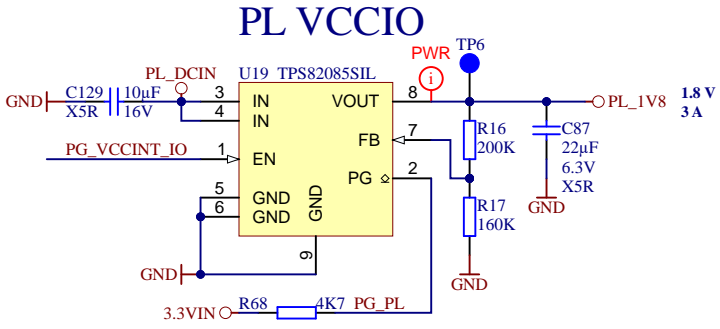 PL VCCIO
PWR
TP6
PL_DCIN
U19 TPS82085SIL
i
GND
C129
10µF
X5R
16V
3
IN
VOUT
8
PL_1V8
1.8 V
3 A
4
IN
R16
200K
C87
22µF
6.3V
X5R
FB
7
PG_VCCINT_IO
1
EN
PG
2
5
GND
6
GND
GND
R17
160K
GND
9
GND
GND
3.3VIN
R68
4K7
PG_PL